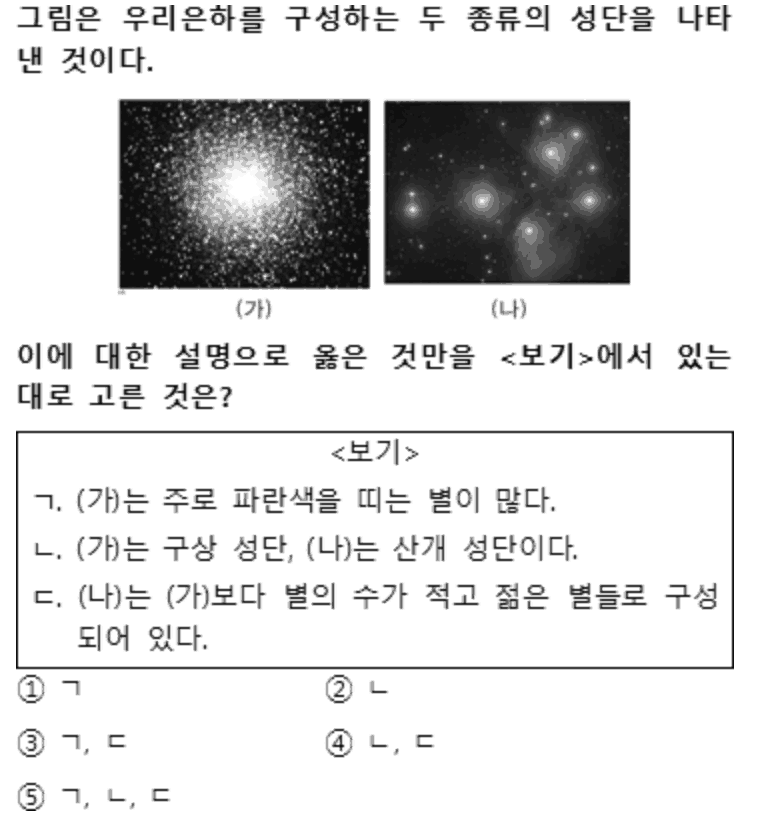 그림은 우리은하를 구성하는 두 종류의 성단을 나타
낸 것이다.
(가)
(나)
이에 대한 설명으로 옳은 것만을 <보기>에서 있는
대로 고른 것은?
<보기>
ㄱ. (가)는 주로 파란색을 띠는 별이 많다.
ㄴ. (가)는 구상 성단, (나)는 산개 성단이다.
ㄷ. (나)는 (가)보다 별의 수가 적고 젊은 별들로 구성
되어 있다.
① ㄱ
② ㄴ
③ ㄱ, ㄷ
④ ㄴ, ㄷ
⑤ ㄱ, ㄴ, ㄷ